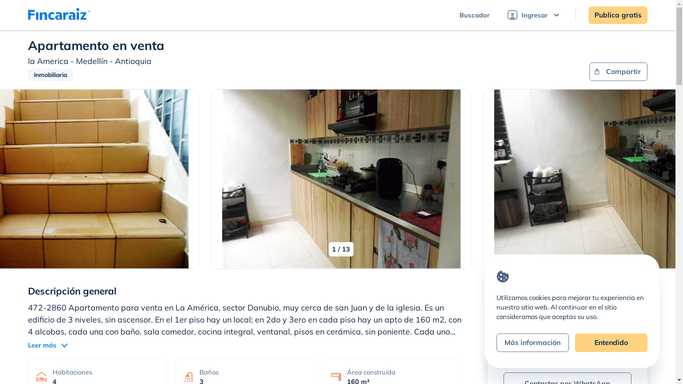 Fincaraiz
Buscador
Ingresar
Publica gratis
Apartamento en venta
la America - Medellín - Antioquia
Inmobiliaria
Compartir
1 / 13
Descripción general
472-2860 Apartamento para venta en La América, sector Danubio, muy cerca de san Juan y de la iglesia. Es un
edificio de 3 niveles, sin ascensor. En el 1er piso hay un local; en 2do y 3ero en cada piso hay un apto de 160 m2, con
4 alcobas, cada una con baño, sala comedor, cocina integral, ventanal, pisos en cerámica, sin poniente. Cada uno...
Leer más
Habitaciones
4
Baños
3
Área construida
160 m²
Utilizamos cookies para mejorar tu experiencia en
nuestro sitio web. Al continuar en el sitio
consideramos que aceptas su uso.
Más información
Entendido
Contactar por WhatsApp